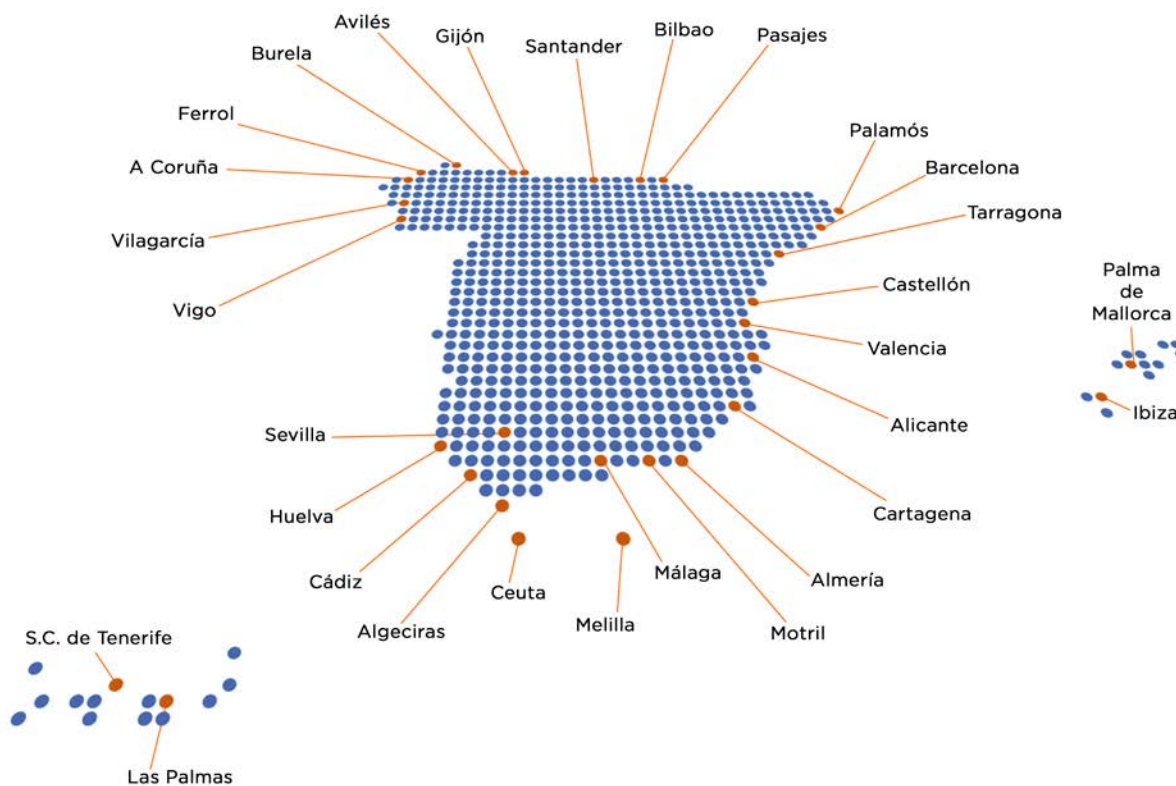 Avilés
Gijón
Bilbao
Pasajes
Santander
Burela
Ferrol
A Coruña
Palamós
Barcelona
Tarragona
Vilagarcía
Vigo
Castellón
Palma
de
Mallorca
Valencia
Ibiza
Alicante
Sevilla
Huelva
Cartagena
Cádiz
Ceuta
Málaga
Almería
Algeciras
Melilla
Motril
S.C. de Tenerife
Las Palmas